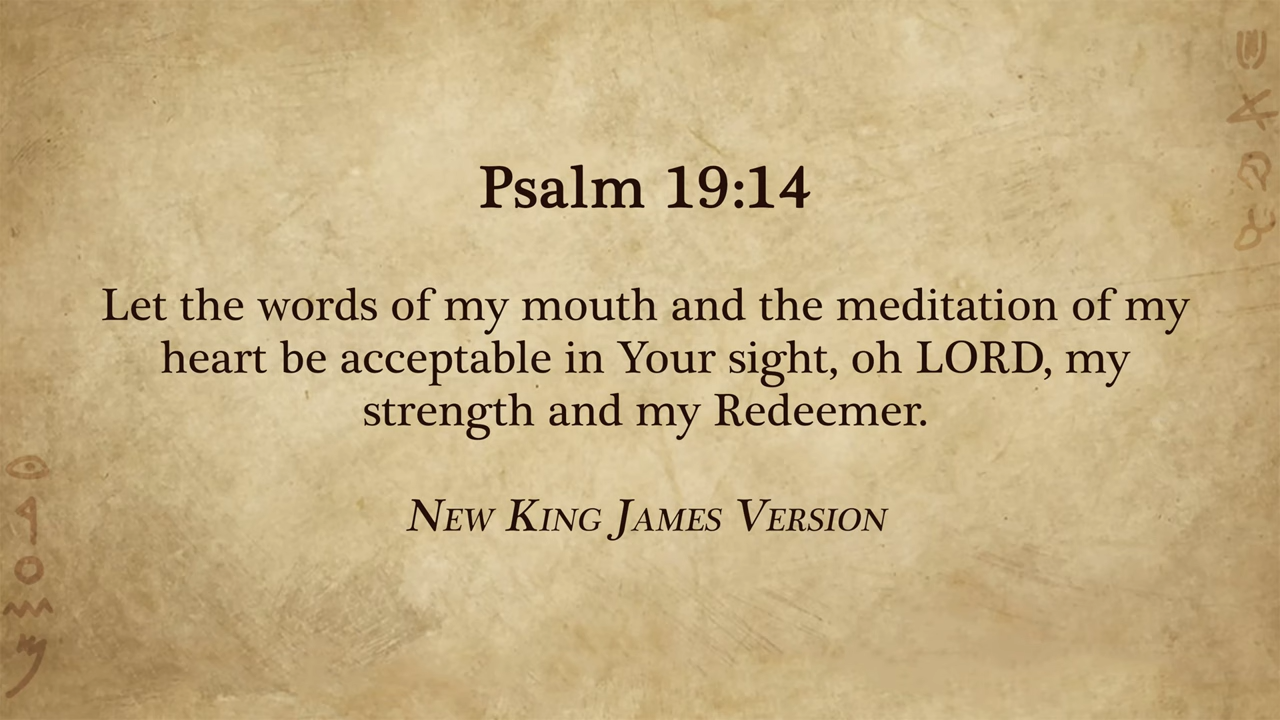 Psalm 19:14
Let the words of my mouth and the meditation of my
heart be acceptable in Your sight, oh LORD, my
strength and my Redeemer.
NEW KING JAMES VERSION